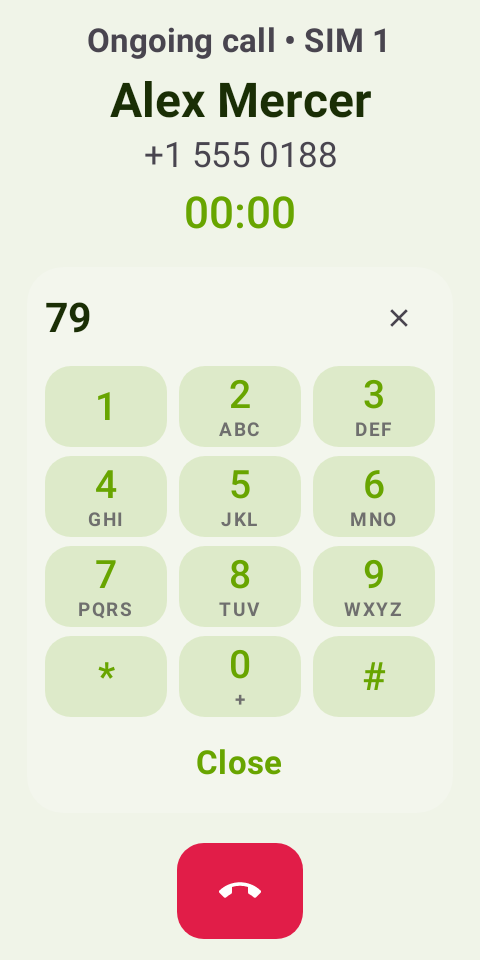 Ongoing call • SIM 1
Alex Mercer
+1 555 0188
00:00
79
1
2
ABC
3
DEF
4
GHI
5
JKL
6
MNO
7
PQRS
8
TUV
9
WXYZ
*
0
+
#
Close